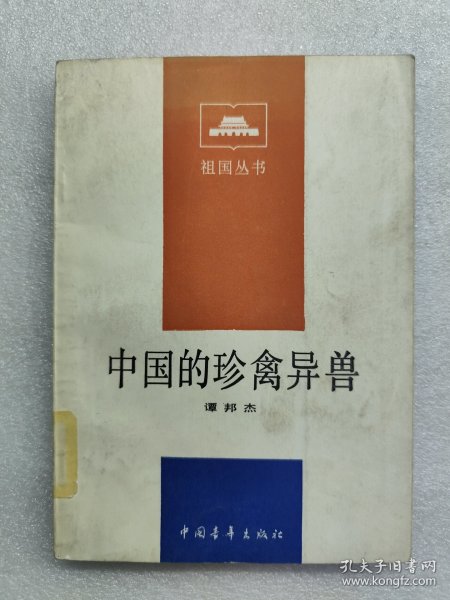 祖国丛书
中国的珍禽异兽
谭邦杰
中国青年出版社
孔夫子旧书网
www.kongfz.com